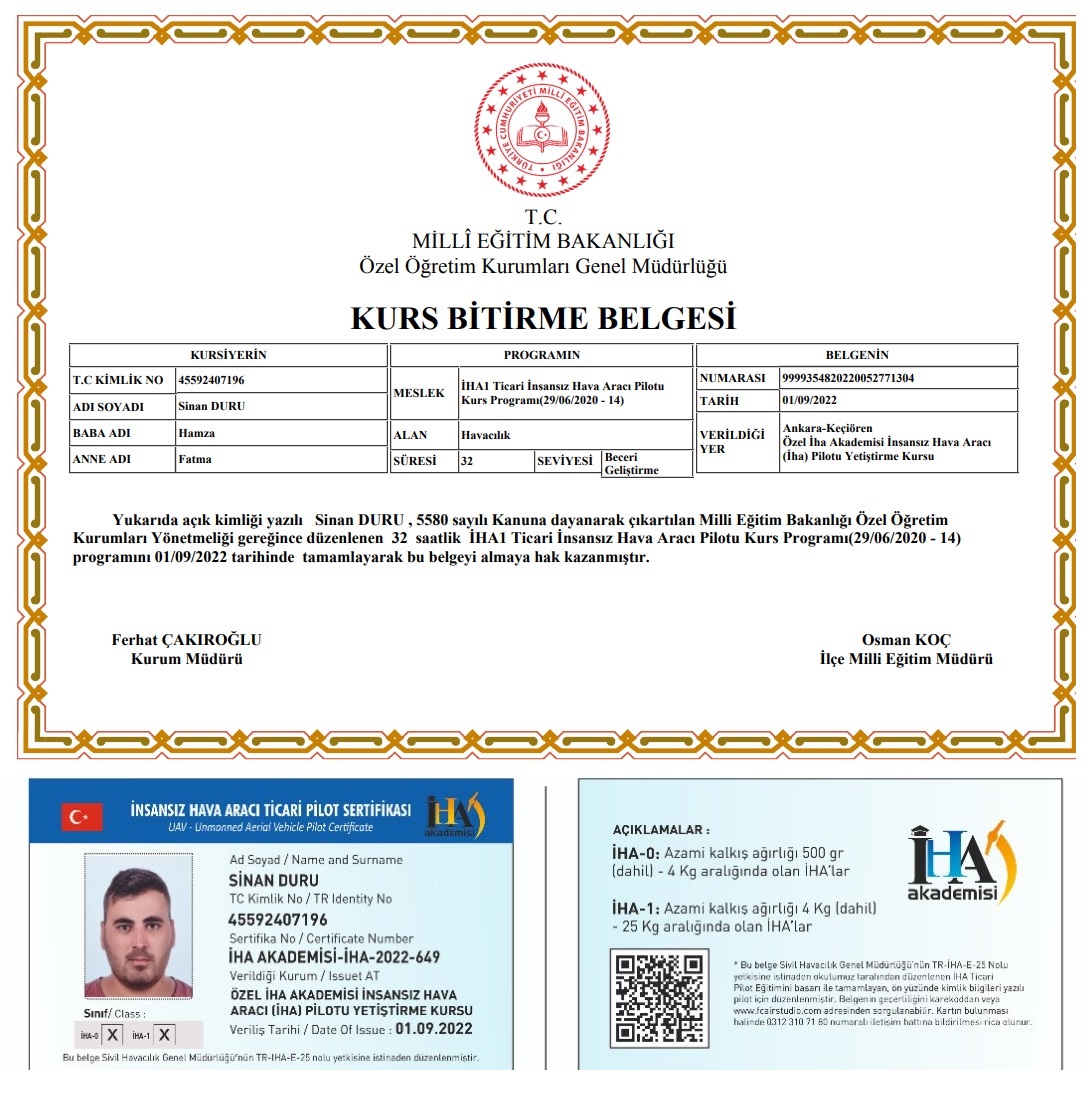 TÜRKİYE CUMHURİYETİ MİLLİ EĞİTİM BAKANLIĞI
T.C.
MİLLÎ EĞİTİM BAKANLIĞI
Özel Öğretim Kurumları Genel Müdürlüğü
KURS BİTİRME BELGESİ
KURSİYERİN
T.C KİMLİK NO 45592407196
ADI SOYADI Sinan DURU
BABA ADI Hamza
ANNE ADI Fatma
PROGRAMIN
MESLEK İHA1 Ticari İnsansız Hava Aracı Pilotu
Kurs Programı(29/06/2020 - 14)
ALAN Havacılık
SÜRESİ 32 SEVİYESİ Beceri
Geliştirme
BELGENİN
NUMARASI 9999354820220052771304
TARİH 01/09/2022
VERİLDİĞİ
YER
Ankara-Keçiören
Özel İha Akademisi İnsansız Hava Aracı
(İha) Pilotu Yetiştirme Kursu
Yukarıda açık kimliği yazılı Sinan DURU , 5580 sayılı Kanuna dayanarak çıkartılan Milli Eğitim Bakanlığı Özel Öğretim
Kurumları Yönetmeliği gereğince düzenlenen 32 saatlik İHA1 Ticari İnsansız Hava Aracı Pilotu Kurs Programı(29/06/2020 - 14)
programını 01/09/2022 tarihinde tamamlayarak bu belgeyi almaya hak kazanmıştır.
Ferhat ÇAKIROĞLU
Kurum Müdürü
Osman KOÇ
İlçe Milli Eğitim Müdürü
İNSANSIZ HAVA ARACI TİCARİ PİLOT SERTİFİKASI
UAV - Unmanned Aerial Vehicle Pilot Certificate
İHA
akademisi
Ad Soyad / Name and Surname
SİNAN DURU
TC Kimlik No / TR Identity No
45592407196
Sertifika No / Certificate Number
İHA AKADEMİSİ-İHA-2022-649
Verildiği Kurum / Issuet AT
ÖZEL İHA AKADEMİSİ İNSANSIZ HAVA
ARACI (İHA) PİLOTU YETİŞTİRME KURSU
Veriliş Tarihi / Date Of Issue : 01.09.2022
Sınıf/ Class :
İHA-0 X İHA-1 X
Bu belge Sivil Havacılık Genel Müdürlüğü'nün TR-İHA-E-25 nolu yetkisine istinaden düzenlenmiştir.
AÇIKLAMALAR :
İHA-0: Azami kalkış ağırlığı 500 gr
(dahil) - 4 Kg aralığında olan İHA'lar
İHA-1: Azami kalkış ağırlığı 4 Kg (dahil)
- 25 Kg aralığında olan İHA'lar
İHA
akademisi
* Bu belge Sivil Havacılık Genel Müdürlüğü'nün TR-İHA-E-25 Nolu
yetkisine istinaden okulumuz tarafından düzenlenen İHA Ticari
Pilot Eğitimini basarı ile tamamlayan, ön yüzünde kimlik bilgileri yazılı
pilot için düzenlenmiştir. Belgenin geçerliligini karekoddan veya
www.fcairstudio.com adresinden sorgulanabilir. Kartın bulunması
halinde 0312 310 71 80 numaralı iletişim hattına bildirilmesi rica olunur.